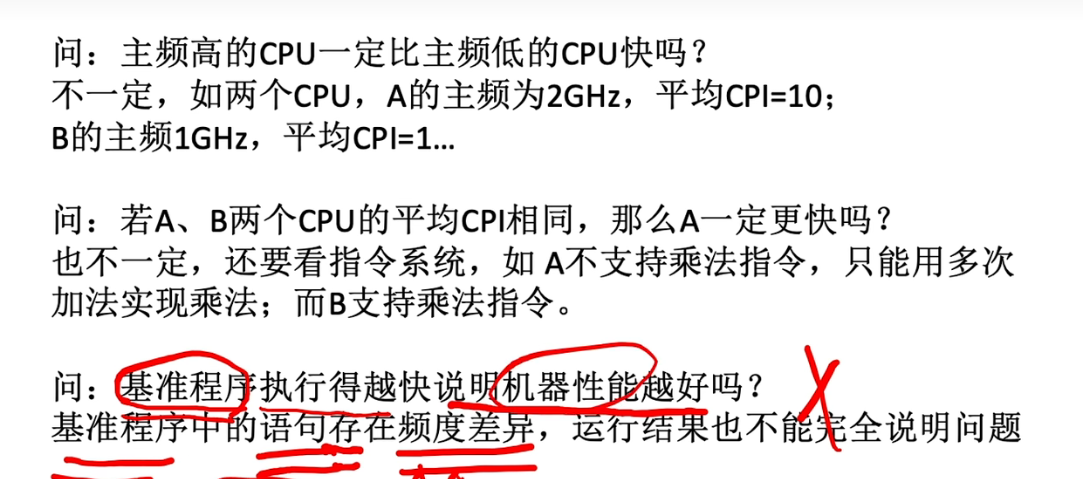 问：主频高的CPU一定比主频低的CPU快吗？
不一定，如两个CPU，A的主频为2GHz，平均CPI=10；
B的主频1GHz，平均CPI=1...
问：若A、B两个CPU的平均CPI相同，那么A一定更快吗？
也不一定，还要看指令系统，如 A不支持乘法指令，只能用多次
加法实现乘法；而B支持乘法指令。
问：基准程序执行得越快说明机器性能越好吗？
基准程序中的语句存在频度差异，运行结果也不能完全说明问题